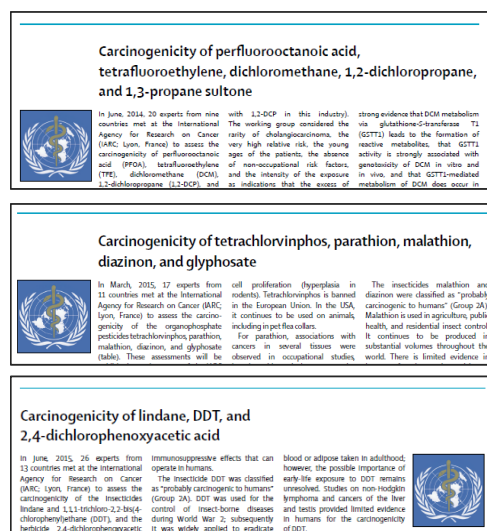 Carcinogenicity of perfluorooctanoic acid,
tetrafluoroethylene, dichloromethane, 1,2-dichloropropane,
and 1,3-propane sultone
In June, 2014, 20 experts from nine
countries met at the International
Agency for Research on Cancer
(IARC; Lyon, France) to assess the
carcinogenicity of perfluorooctanoic
acid (PFOA), tetrafluoroethylene
(TFE), dichloromethane (DCM),
1,2-dichloropropane (1,2-DCP), and
with 1,2-DCP in this industry).
The working group considered the
rarity of cholangiocarcinoma, the
very high relative risk, the young
ages of the patients, the absence
of non-occupational risk factors,
and the intensity of the exposure
as indications that the excess of
strong evidence that DCM metabolism
via glutathione-S-transferase T1
(GSTT1) leads to the formation of
reactive metabolites, that GSTT1
activity is strongly associated with
genotoxicity of DCM in vitro and
in vivo, and that GSTT1-mediated
metabolism of DCM does occur in
Carcinogenicity of tetrachlorvinphos, parathion, malathion,
diazinon, and glyphosate
In March, 2015, 17 experts from
11 countries met at the International
Agency for Research on Cancer (IARC;
Lyon, France) to assess the carcino-
genicity of the organophosphate
pesticides tetrachlorvinphos, parathion,
malathion, diazinon, and glyphosate
(table). These assessments will be
cell proliferation (hyperplasia in
rodents). Tetrachlorvinphos is banned
in the European Union. In the USA,
it continues to be used on animals,
including in pet flea collars.
For parathion, associations with
cancers in several tissues were
observed in occupational studies,
The insecticides malathion and
diazinon were classified as "probably
carcinogenic to humans" (Group 2A).
Malathion is used in agriculture, public
health, and residential insect control.
It continues to be produced in
substantial volumes throughout the
world. There is limited evidence in
Carcinogenicity of lindane, DDT, and
2,4-dichlorophenoxyacetic acid
In June, 2015, 26 experts from
13 countries met at the International
Agency for Research on Cancer
(IARC; Lyon, France) to assess the
carcinogenicity of the insecticides
lindane and 1,1,1-trichloro-2,2-bis(4-
chlorophenyl)ethane (DDT), and the
herbicide 2,4-dichlorophenoxyacetic
immunosuppressive effects that can
operate in humans.
The insecticide DDT was classified
as "probably carcinogenic to humans"
(Group 2A). DDT was used for the
control of insect-borne diseases
during World War 2; subsequently
it was widely applied to eradicate
blood or adipose taken in adulthood;
however, the possible importance of
early-life exposure to DDT remains
unresolved. Studies on non-Hodgkin
lymphoma and cancers of the liver
and testis provided limited evidence
in humans for the carcinogenicity
of DDT.